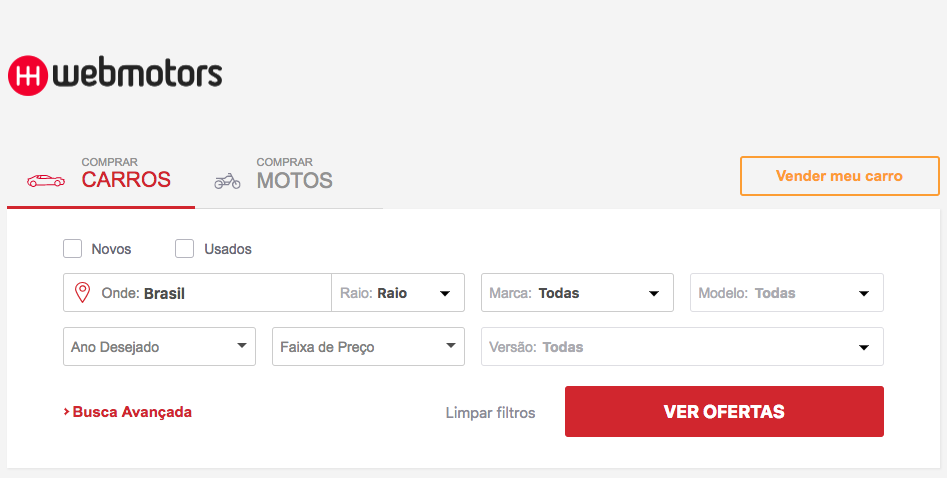 webmotors
COMPRAR
CARROS
COMPRAR
MOTOS
Vender meu carro
Novos
Usados
Onde: Brasil
Raio: Raio
Marca: Todas
Modelo: Todas
Ano Desejado
Faixa de Preço
Versão: Todas
Busca Avançada
Limpar filtros
VER OFERTAS